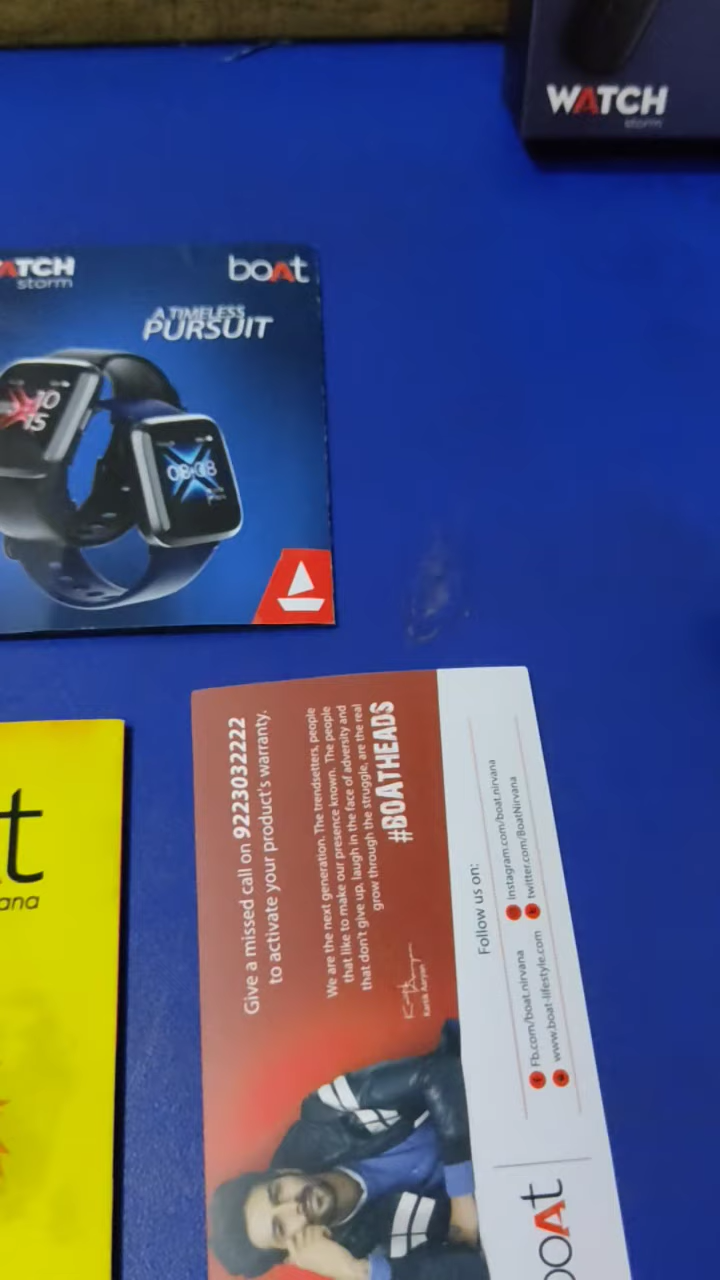 WATCH
storm
ATCH
storm
boAt
A TIMELESS
PURSUIT
10
15
08:08
t
ana
Give a missed call on 9223032222
to activate your product's warranty.
We are the next generation. The trendsetters, people
that like to make our presence known. The people
that don't give up, laugh in the face of adversity and
grow through the struggle, are the real
#BOATHEADS
Kartik Aaryan
Follow us on:
Fb.com/boat.nirvana
Instagram.com/boat.nirvana
www.boat-lifestyle.com
twitter.com/BoatNirvana
boAt